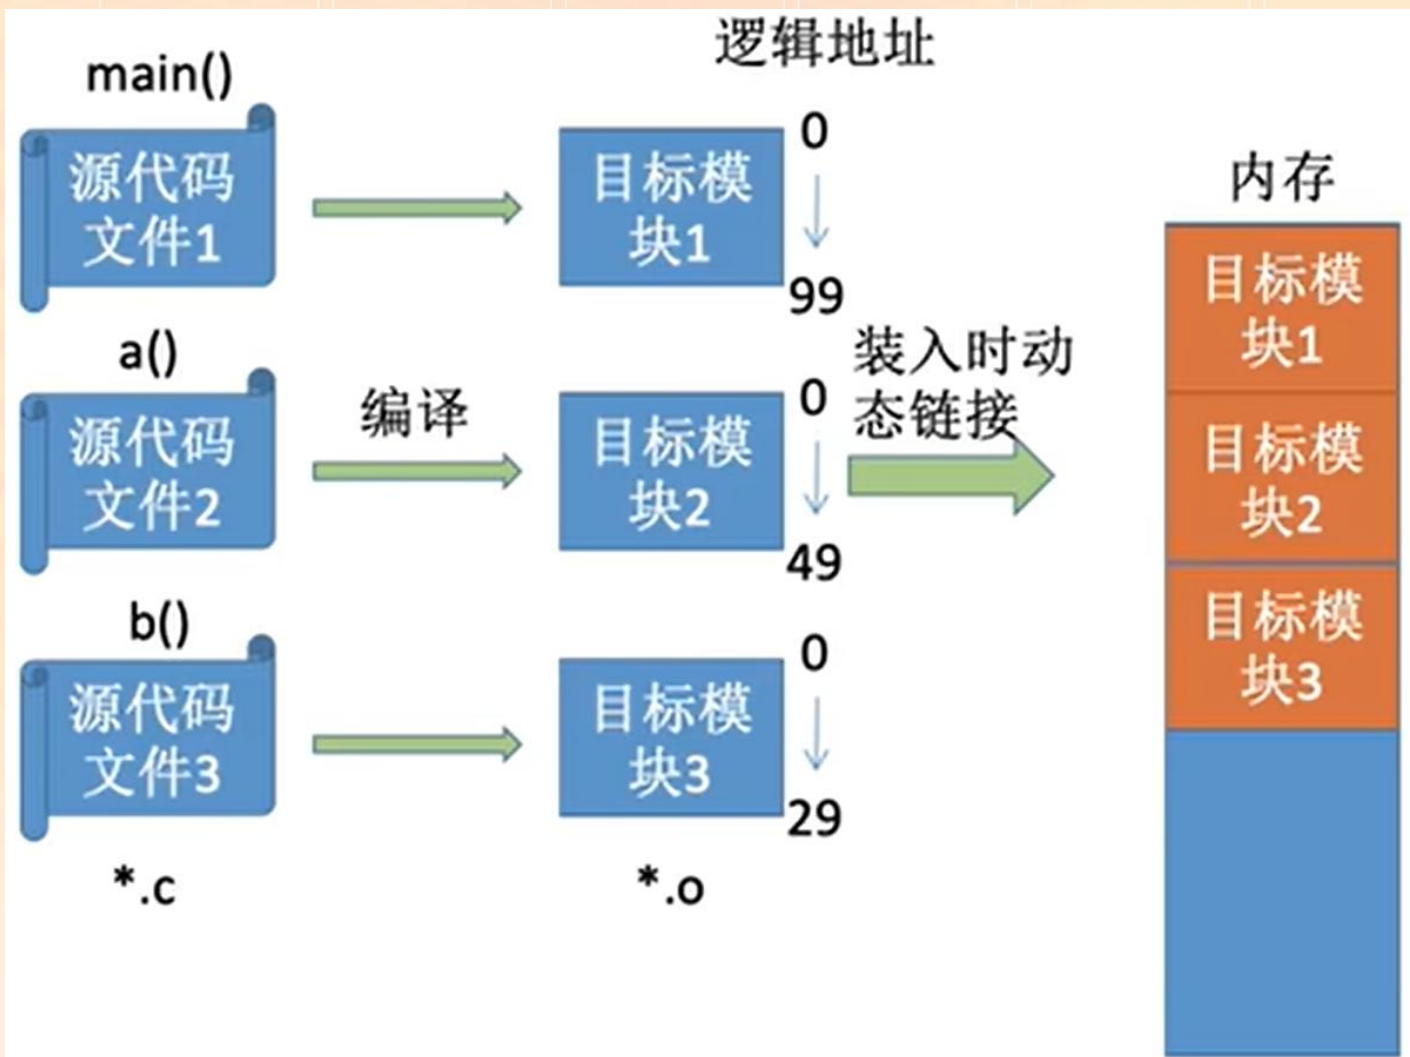 逻辑地址
main()
源代码
文件1
目标模
块1
0
99
内存
目标模
块1
目标模
块2
目标模
块3
a()
源代码
文件2
编译
目标模
块2
0
49
装入时动
态链接
b()
源代码
文件3
目标模
块3
0
29
*.c
*.o